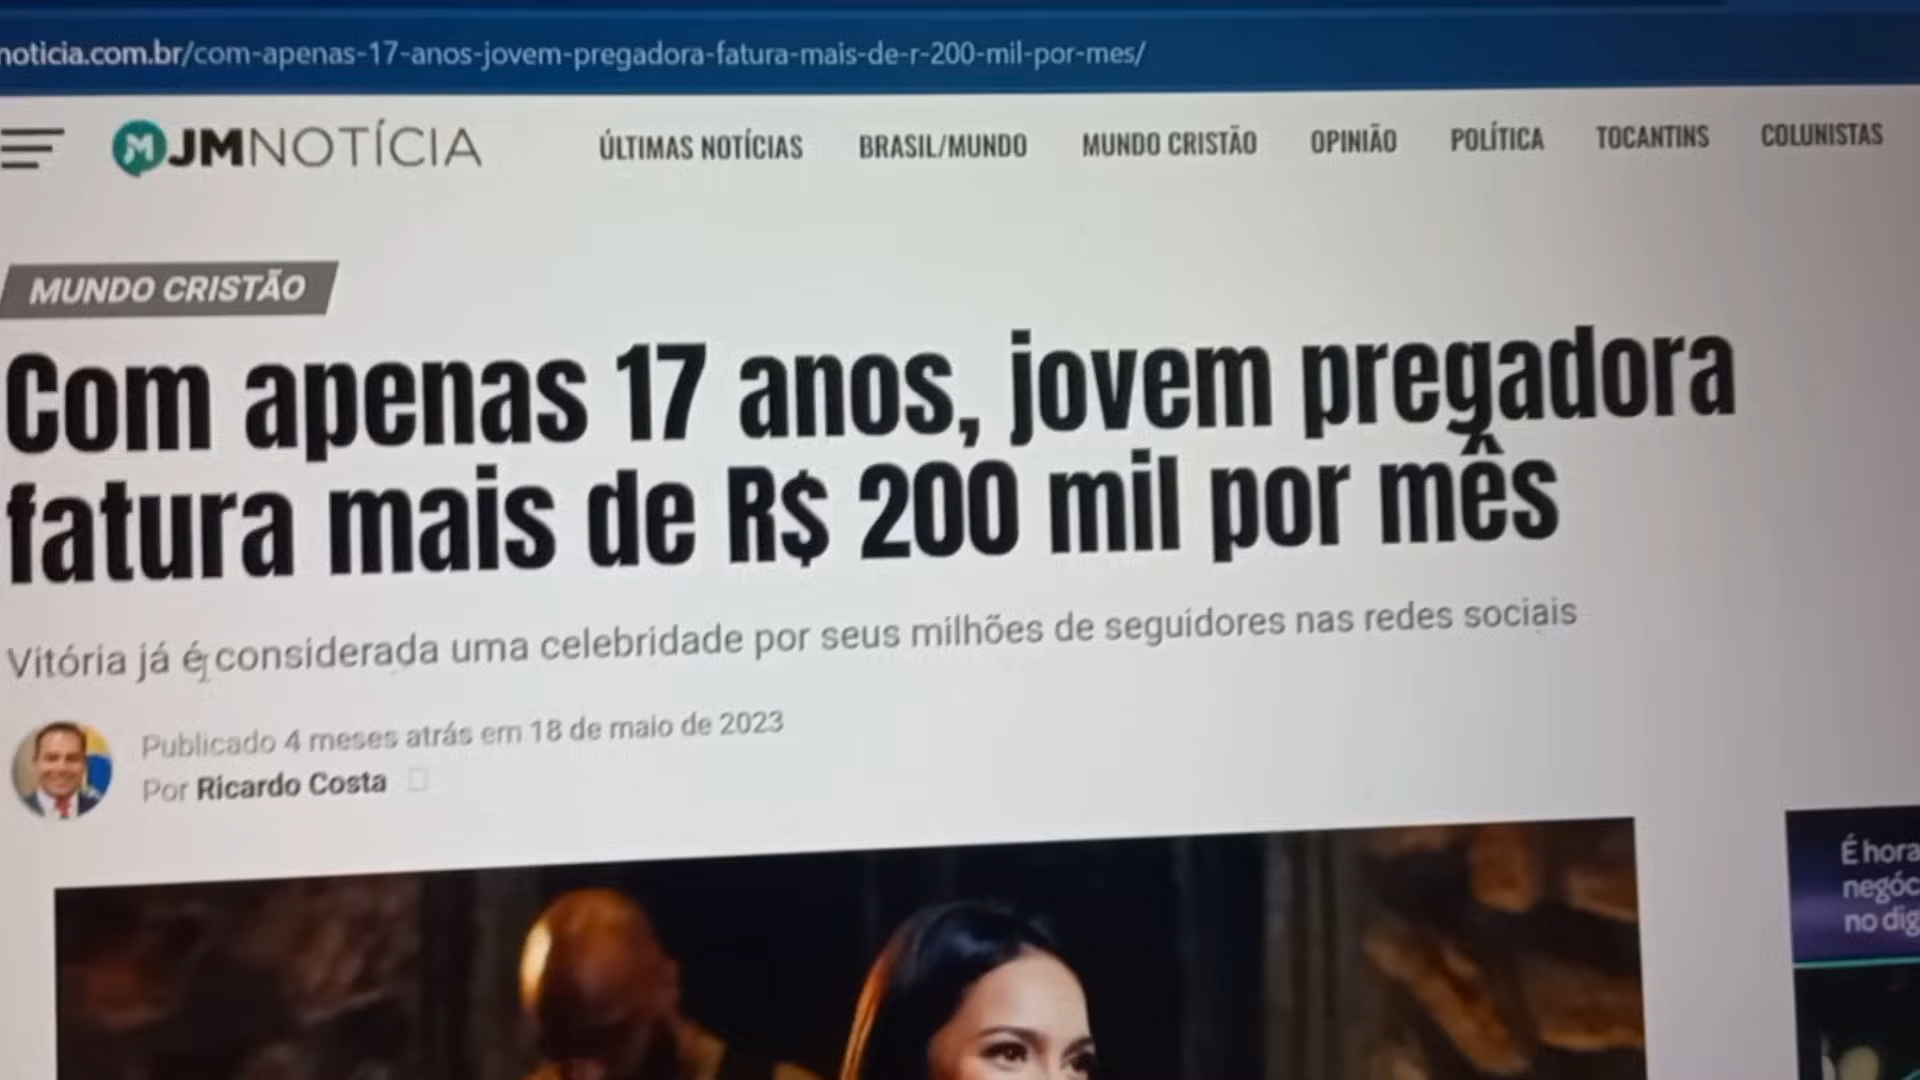 noticia.com.br/com-apenas-17-anos-jovem-pregadora-fatura-mais-de-r-200-mil-por-mes/
JMNOTÍCIA ÚLTIMAS NOTÍCIAS BRASIL/MUNDO MUNDO CRISTÃO OPINIÃO POLÍTICA TOCANTINS COLUNISTAS
MUNDO CRISTÃO
Com apenas 17 anos, jovem pregadora
fatura mais de R$ 200 mil por mês
Vitória já é considerada uma celebridade por seus milhões de seguidores nas redes sociais
Publicado 4 meses atrás em 18 de maio de 2023
Por Ricardo Costa
É hora
negóc
no dig